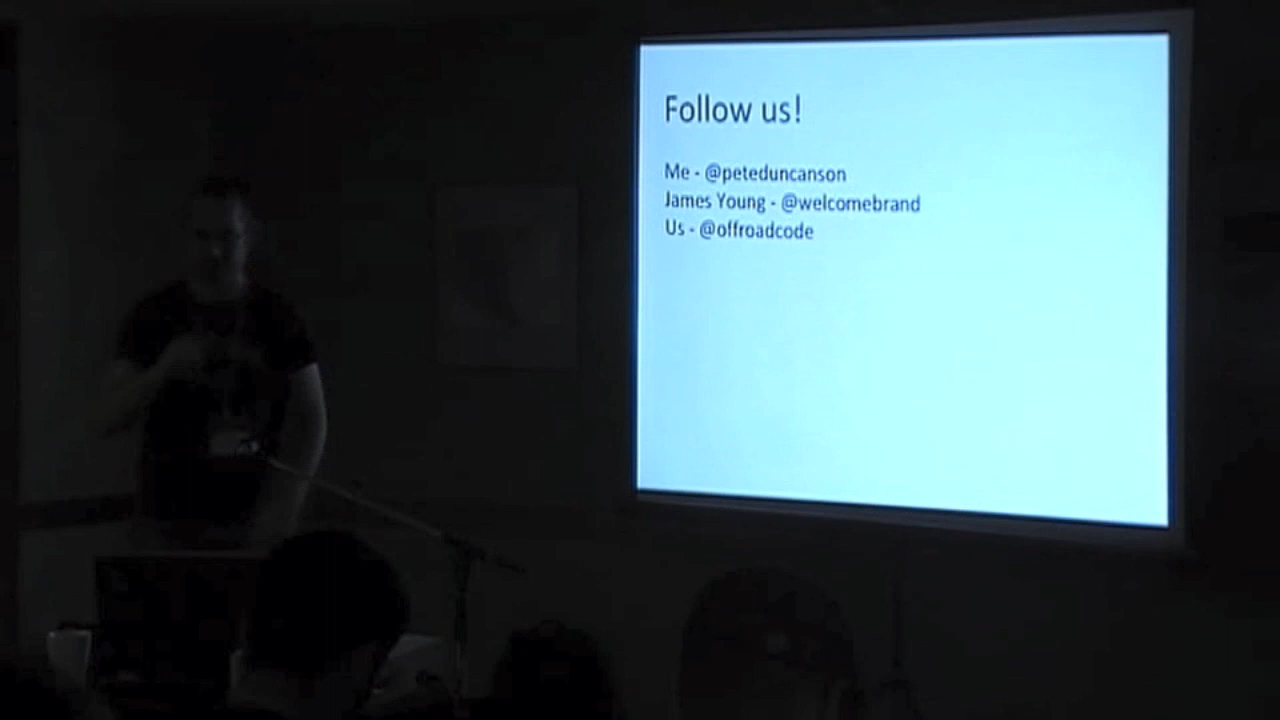 Follow us!
Me - @peteduncanson
James Young - @welcomebrand
Us - @offroadcode